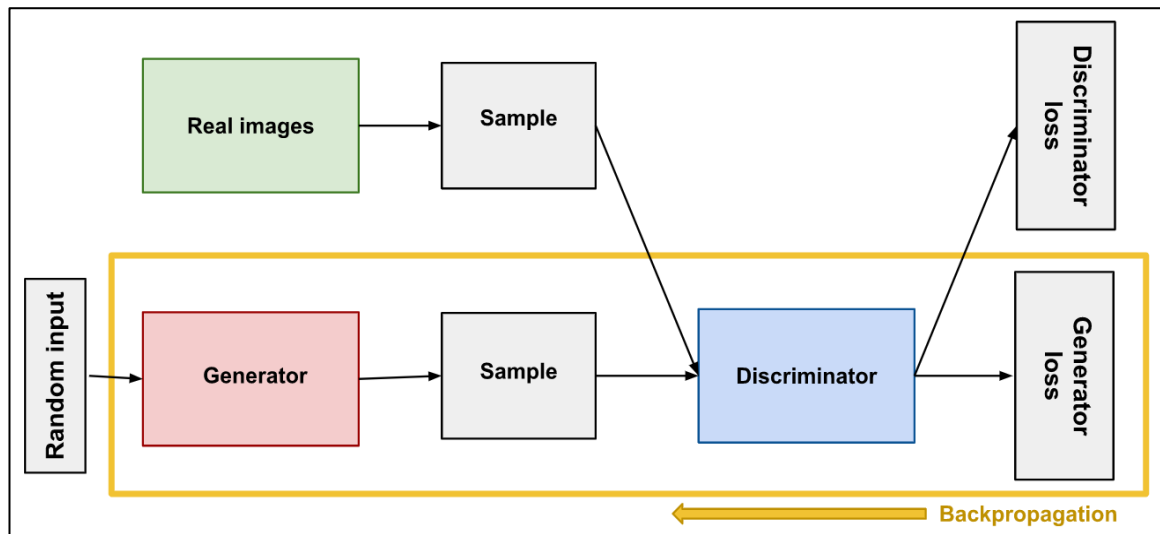 Real images
Sample
Discriminator
loss
Random input
Generator
Sample
Discriminator
Generator
loss
Backpropagation